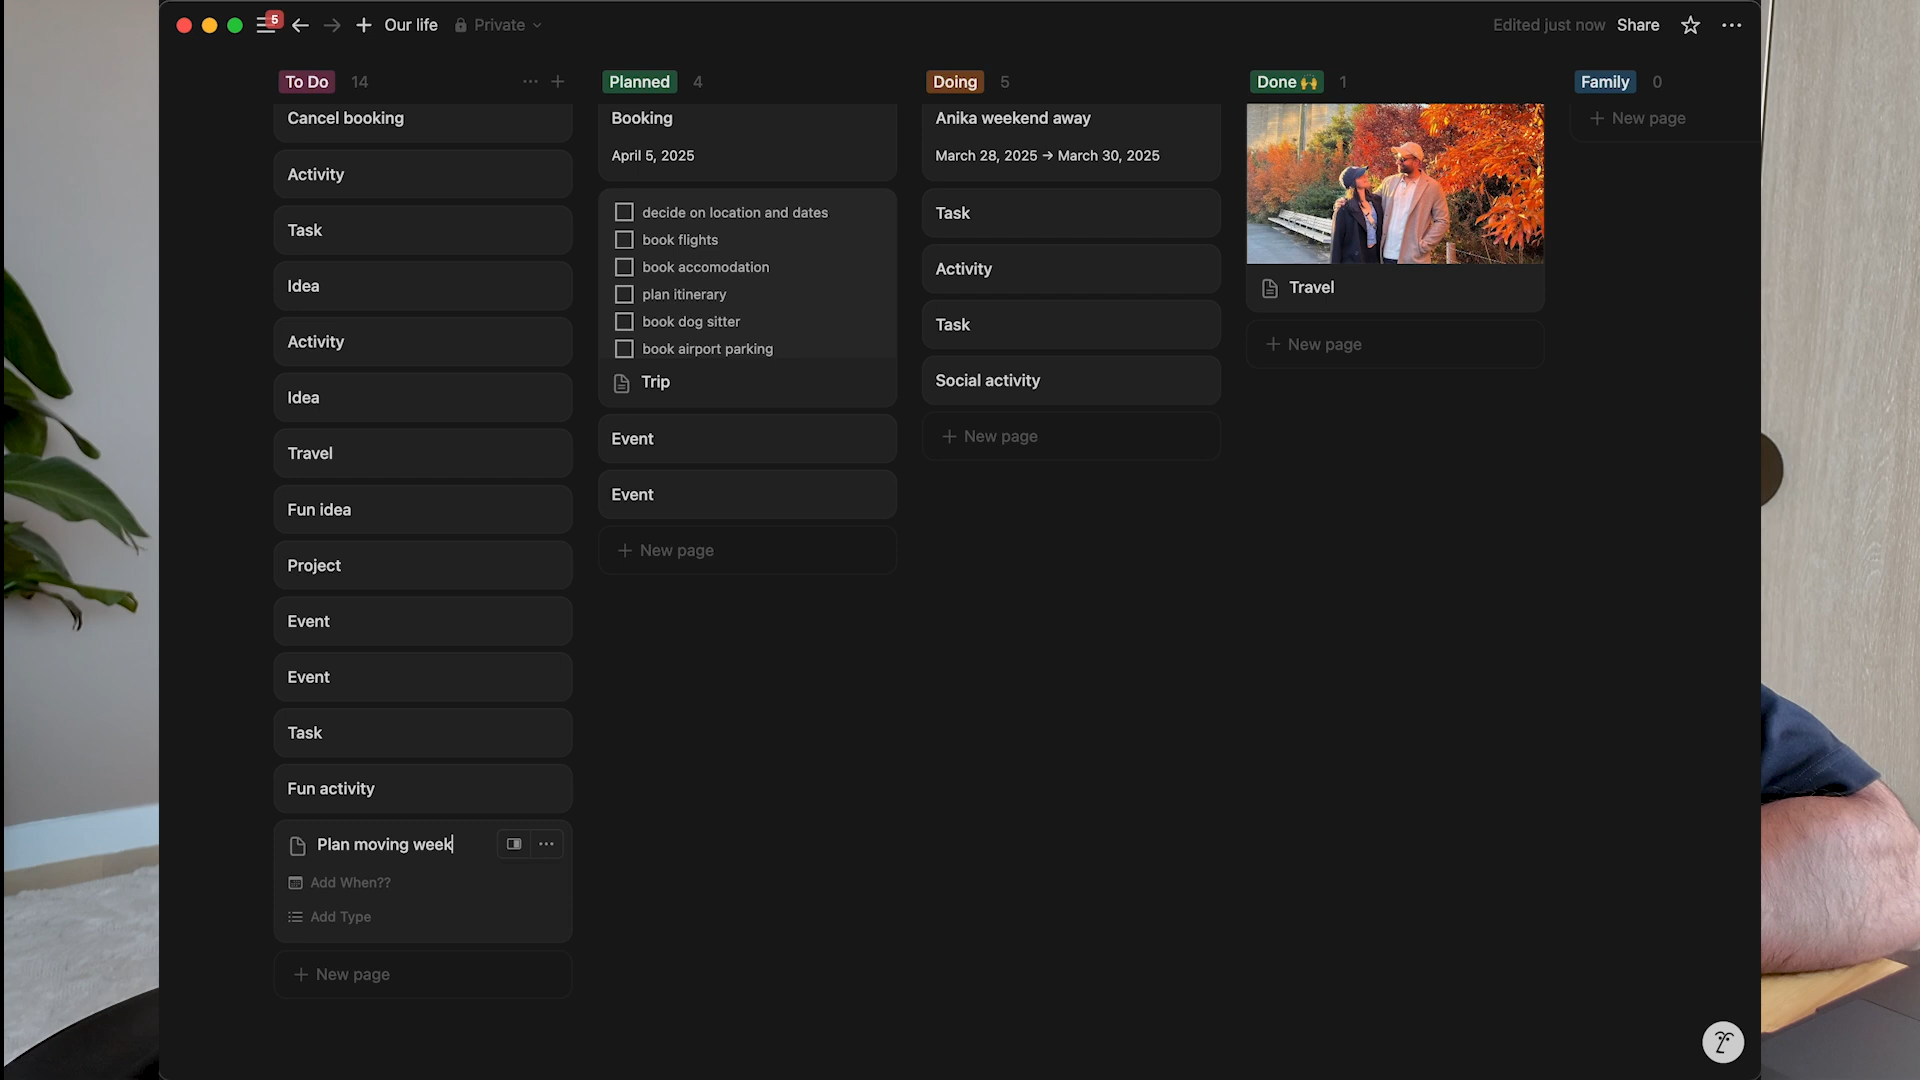 5
Our life
Private
Edited just now
Share
To Do
14
Planned
4
Doing
5
Done 🙌
1
Family
0
Cancel booking
Activity
Task
Idea
Activity
Idea
Travel
Fun idea
Project
Event
Event
Task
Fun activity
Plan moving week
Add When??
Add Type
+ New page
Booking
April 5, 2025
decide on location and dates
book flights
book accomodation
plan itinerary
book dog sitter
book airport parking
Trip
Event
Event
+ New page
Anika weekend away
March 28, 2025 → March 30, 2025
Task
Activity
Task
Social activity
+ New page
Travel
+ New page
+ New page